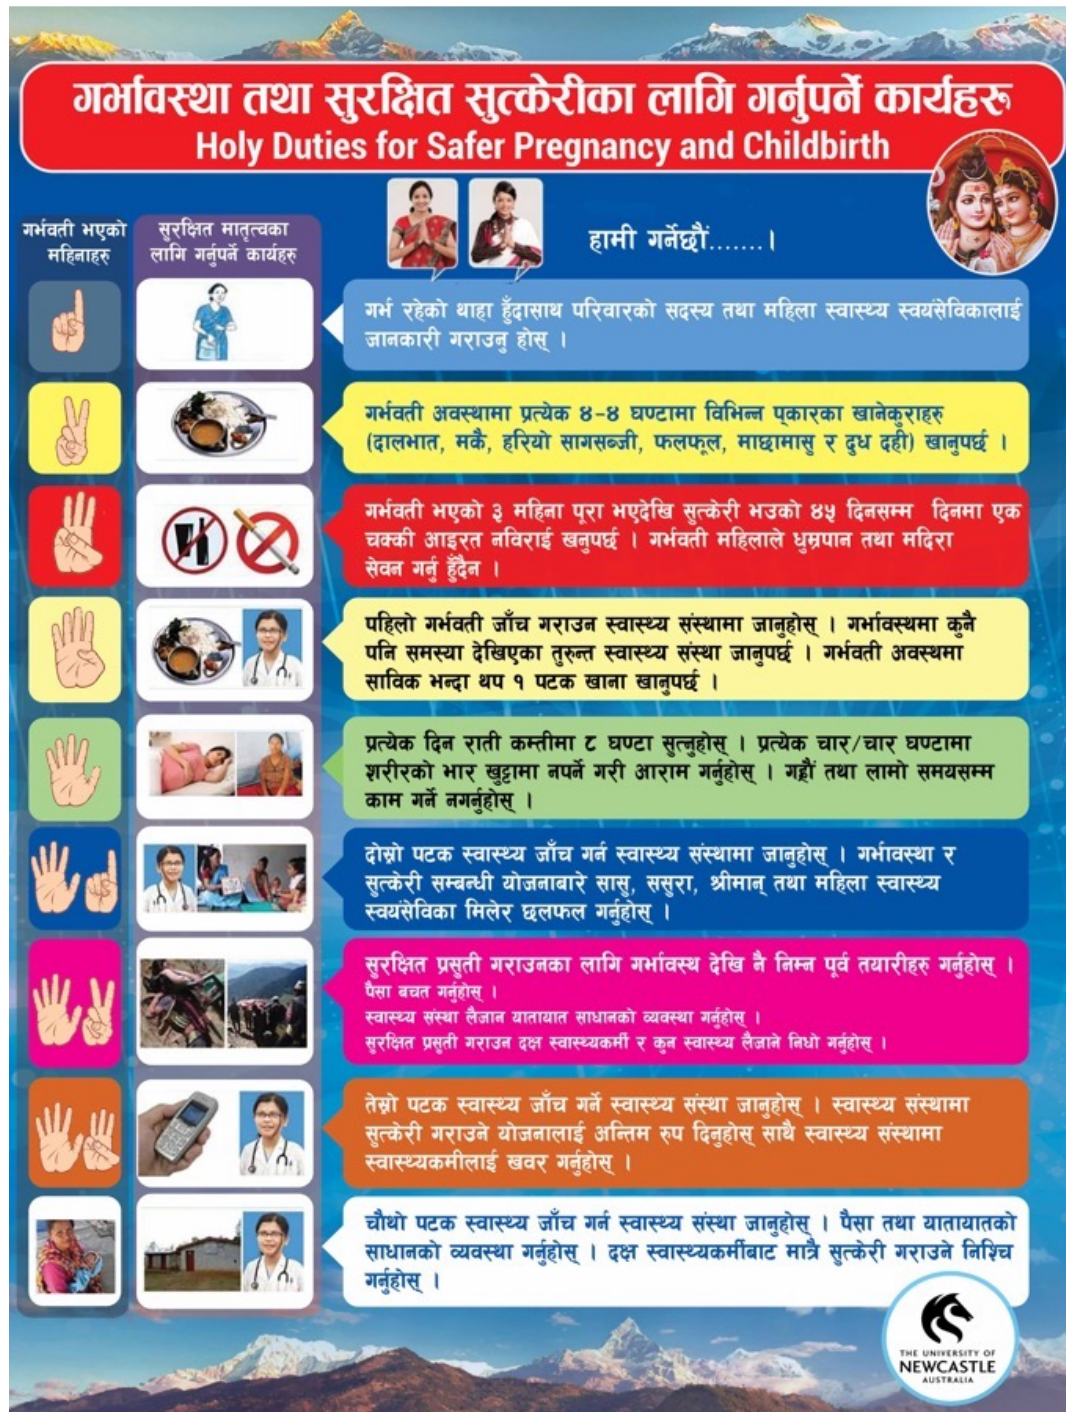 गर्भावस्था तथा सुरक्षित सुत्केरीका लागि गर्नुपर्ने कार्यहरु
Holy Duties for Safer Pregnancy and Childbirth
गर्भवती भएको
महिनाहरु
सुरक्षित मातृत्वका
लागि गर्नुपर्ने कार्यहरु
हामी गर्नेछौं.......।
गर्भ रहेको थाहा हुँदासाथ परिवारको सदस्य तथा महिला स्वास्थ्य स्वयंसेविकालाई
जानकारी गराउनु होस् ।
गर्भवती अवस्थामा प्रत्येक ४-४ घण्टामा विभिन्न प्कारका खानेकुराहरु
(दालभात, मकै, हरियो सागसब्जी, फलफूल, माछामासु र दुध दही) खानुपर्छ ।
गर्भवती भएको ३ महिना पूरा भएदेखि सुत्केरी भउको ४५ दिनसम्म दिनमा एक
चक्की आइरत नविराई खनुपर्छ । गर्भवती महिलाले धुम्रपान तथा मदिरा
सेवन गर्नु हुँदैन ।
पहिलो गर्भवती जाँच गराउन स्वास्थ्य संस्थामा जानुहोस् । गर्भावस्थमा कुनै
पनि समस्या देखिएका तुरुन्त स्वास्थ्य संस्था जानुपर्छ । गर्भवती अवस्थमा
साविक भन्दा थप १ पटक खाना खानुपर्छ ।
प्रत्येक दिन राती कम्तीमा ८ घण्टा सुत्नुहोस् । प्रत्येक चार/चार घण्टामा
शरीरको भार खुट्टामा नपर्ने गरी आराम गर्नुहोस् । गह्रौं तथा लामो समयसम्म
काम गर्ने नगर्नुहोस् ।
दोस्रो पटक स्वास्थ्य जाँच गर्न स्वास्थ्य संस्थामा जानुहोस् । गर्भावस्था र
सुत्केरी सम्बन्धी योजनाबारे सासु, ससुरा, श्रीमान् तथा महिला स्वास्थ्य
स्वयंसेविका मिलेर छलफल गर्नुहोस् ।
सुरक्षित प्रसुती गराउनका लागि गर्भावस्थ देखि नै निम्न पूर्व तयारीहरु गर्नुहोस् ।
पैसा बचत गर्नुहोस् ।
स्वास्थ्य संस्था लैजान यातायात साधानको व्यवस्था गर्नुहोस् ।
सुरक्षित प्रसुती गराउन दक्ष स्वास्थ्यकर्मी र कुन स्वास्थ्य लैजाने निधो गर्नुहोस् ।
तेस्रो पटक स्वास्थ्य जाँच गर्ने स्वास्थ्य संस्था जानुहोस् । स्वास्थ्य संस्थामा
सुत्केरी गराउने योजनालाई अन्तिम रुप दिनुहोस् साथै स्वास्थ्य संस्थामा
स्वास्थ्यकमीलाई खवर गर्नुहोस् ।
चौथो पटक स्वास्थ्य जाँच गर्न स्वास्थ्य संस्था जानुहोस् । पैसा तथा यातायातको
साधानको व्यवस्था गर्नुहोस् । दक्ष स्वास्थ्यकर्मीबाट मात्रै सुत्केरी गराउने निश्चि
गर्नुहोस् ।
THE UNIVERSITY OF
NEWCASTLE
AUSTRALIA